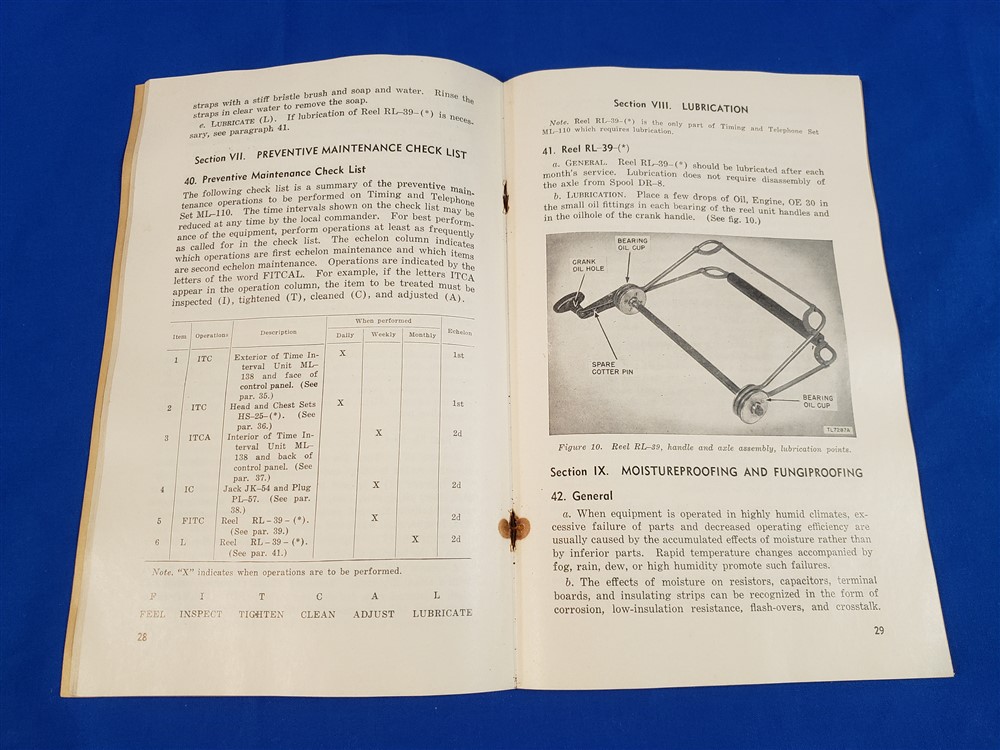 straps with a stiff bristle brush and soap and water. Rinse the
straps in clear water to remove the soap.
e. LUBRICATE (L). If lubrication of Reel RL-39-(*) is neces-
sary, see paragraph 41.
Section VII. PREVENTIVE MAINTENANCE CHECK LIST
40. Preventive Maintenance Check List
The following check list is a summary of the preventive main-
tenance operations to be performed on Timing and Telephone
Set ML-110. The time intervals shown on the check list may be
reduced at any time by the local commander. For best perform-
ance of the equipment, perform operations at least as frequently
as called for in the check list. The echelon column indicates
which operations are first echelon maintenance and which items
are second echelon maintenance. Operations are indicated by the
letters of the word FITCAL. For example, if the letters ITCA
appear in the operation column, the item to be treated must be
inspected (I), tightened (T), cleaned (C), and adjusted (A).
When performed
Item Operations Description Daily Weekly Monthly Echelon
1 ITC Exterior of Time In- X 1st
terval Unit ML-
138 and face of
control panel. (See
par. 35.)
2 ITC Head and Chest Sets X 1st
HS-25-(*). (See
par. 36.)
3 ITCA Interior of Time In- X 2d
terval Unit ML-
138 and back of
control panel. (See
par. 37.)
4 IC Jack JK-54 and Plug X 2d
PL-57. (See par.
38.)
5 FITC Reel RL-39-(*). X 2d
(See par. 39.)
6 L Reel RL-39-(*). X 2d
(See par. 41.)
Note. "X" indicates when operations are to be performed.
F I T C A L
FEEL INSPECT TIGHTEN CLEAN ADJUST LUBRICATE
28
Section VIII. LUBRICATION
Note. Reel RL-39-(*) is the only part of Timing and Telephone Set
ML-110 which requires lubrication.
41. Reel RL-39-(*)
a. GENERAL. Reel RL-39-(*) should be lubricated after each
month's service. Lubrication does not require disassembly of
the axle from Spool DR-8.
b. LUBRICATION. Place a few drops of Oil, Engine, OE 30 in
the small oil fittings in each bearing of the reel unit handles and
in the oilhole of the crank handle. (See fig. 10.)
BEARING
OIL CUP
CRANK
OIL HOLE
SPARE
COTTER PIN
BEARING
OIL CUP
TL7287A
Figure 10. Reel RL-39, handle and axle assembly, lubrication points.
Section IX. MOISTUREPROOFING AND FUNGIPROOFING
42. General
a. When equipment is operated in highly humid climates, ex-
cessive failure of parts and decreased operating efficiency are
usually caused by the accumulated effects of moisture rather than
by inferior parts. Rapid temperature changes accompanied by
fog, rain, dew, or high humidity promote such failures.
b. The effects of moisture on resistors, capacitors, terminal
boards, and insulating strips can be recognized in the form of
corrosion, low-insulation resistance, flash-overs, and crosstalk.
29